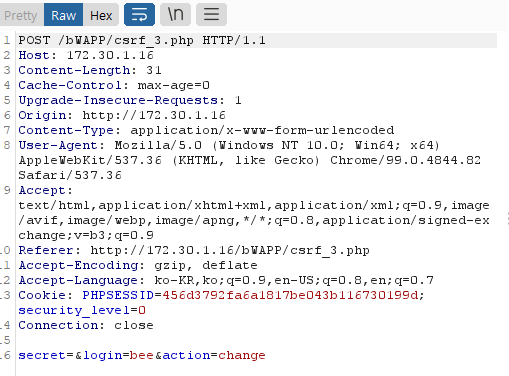 Pretty Raw Hex \n
1 POST /bWAPP/csrf_3.php HTTP/1.1
2 Host: 172.30.1.16
3 Content-Length: 31
4 Cache-Control: max-age=0
5 Upgrade-Insecure-Requests: 1
6 Origin: http://172.30.1.16
7 Content-Type: application/x-www-form-urlencoded
8 User-Agent: Mozilla/5.0 (Windows NT 10.0; Win64; x64)
AppleWebKit/537.36 (KHTML, like Gecko) Chrome/99.0.4844.82
Safari/537.36
9 Accept:
text/html,application/xhtml+xml,application/xml;q=0.9,image
/avif,image/webp,image/apng,*/*;q=0.8,application/signed-ex
change;v=b3;q=0.9
10 Referer: http://172.30.1.16/bWAPP/csrf_3.php
11 Accept-Encoding: gzip, deflate
12 Accept-Language: ko-KR,ko;q=0.9,en-US;q=0.8,en;q=0.7
13 Cookie: PHPSESSID=456d3792fa6a1817be043b116730199d;
security_level=0
14 Connection: close
15
16 secret=&login=bee&action=change